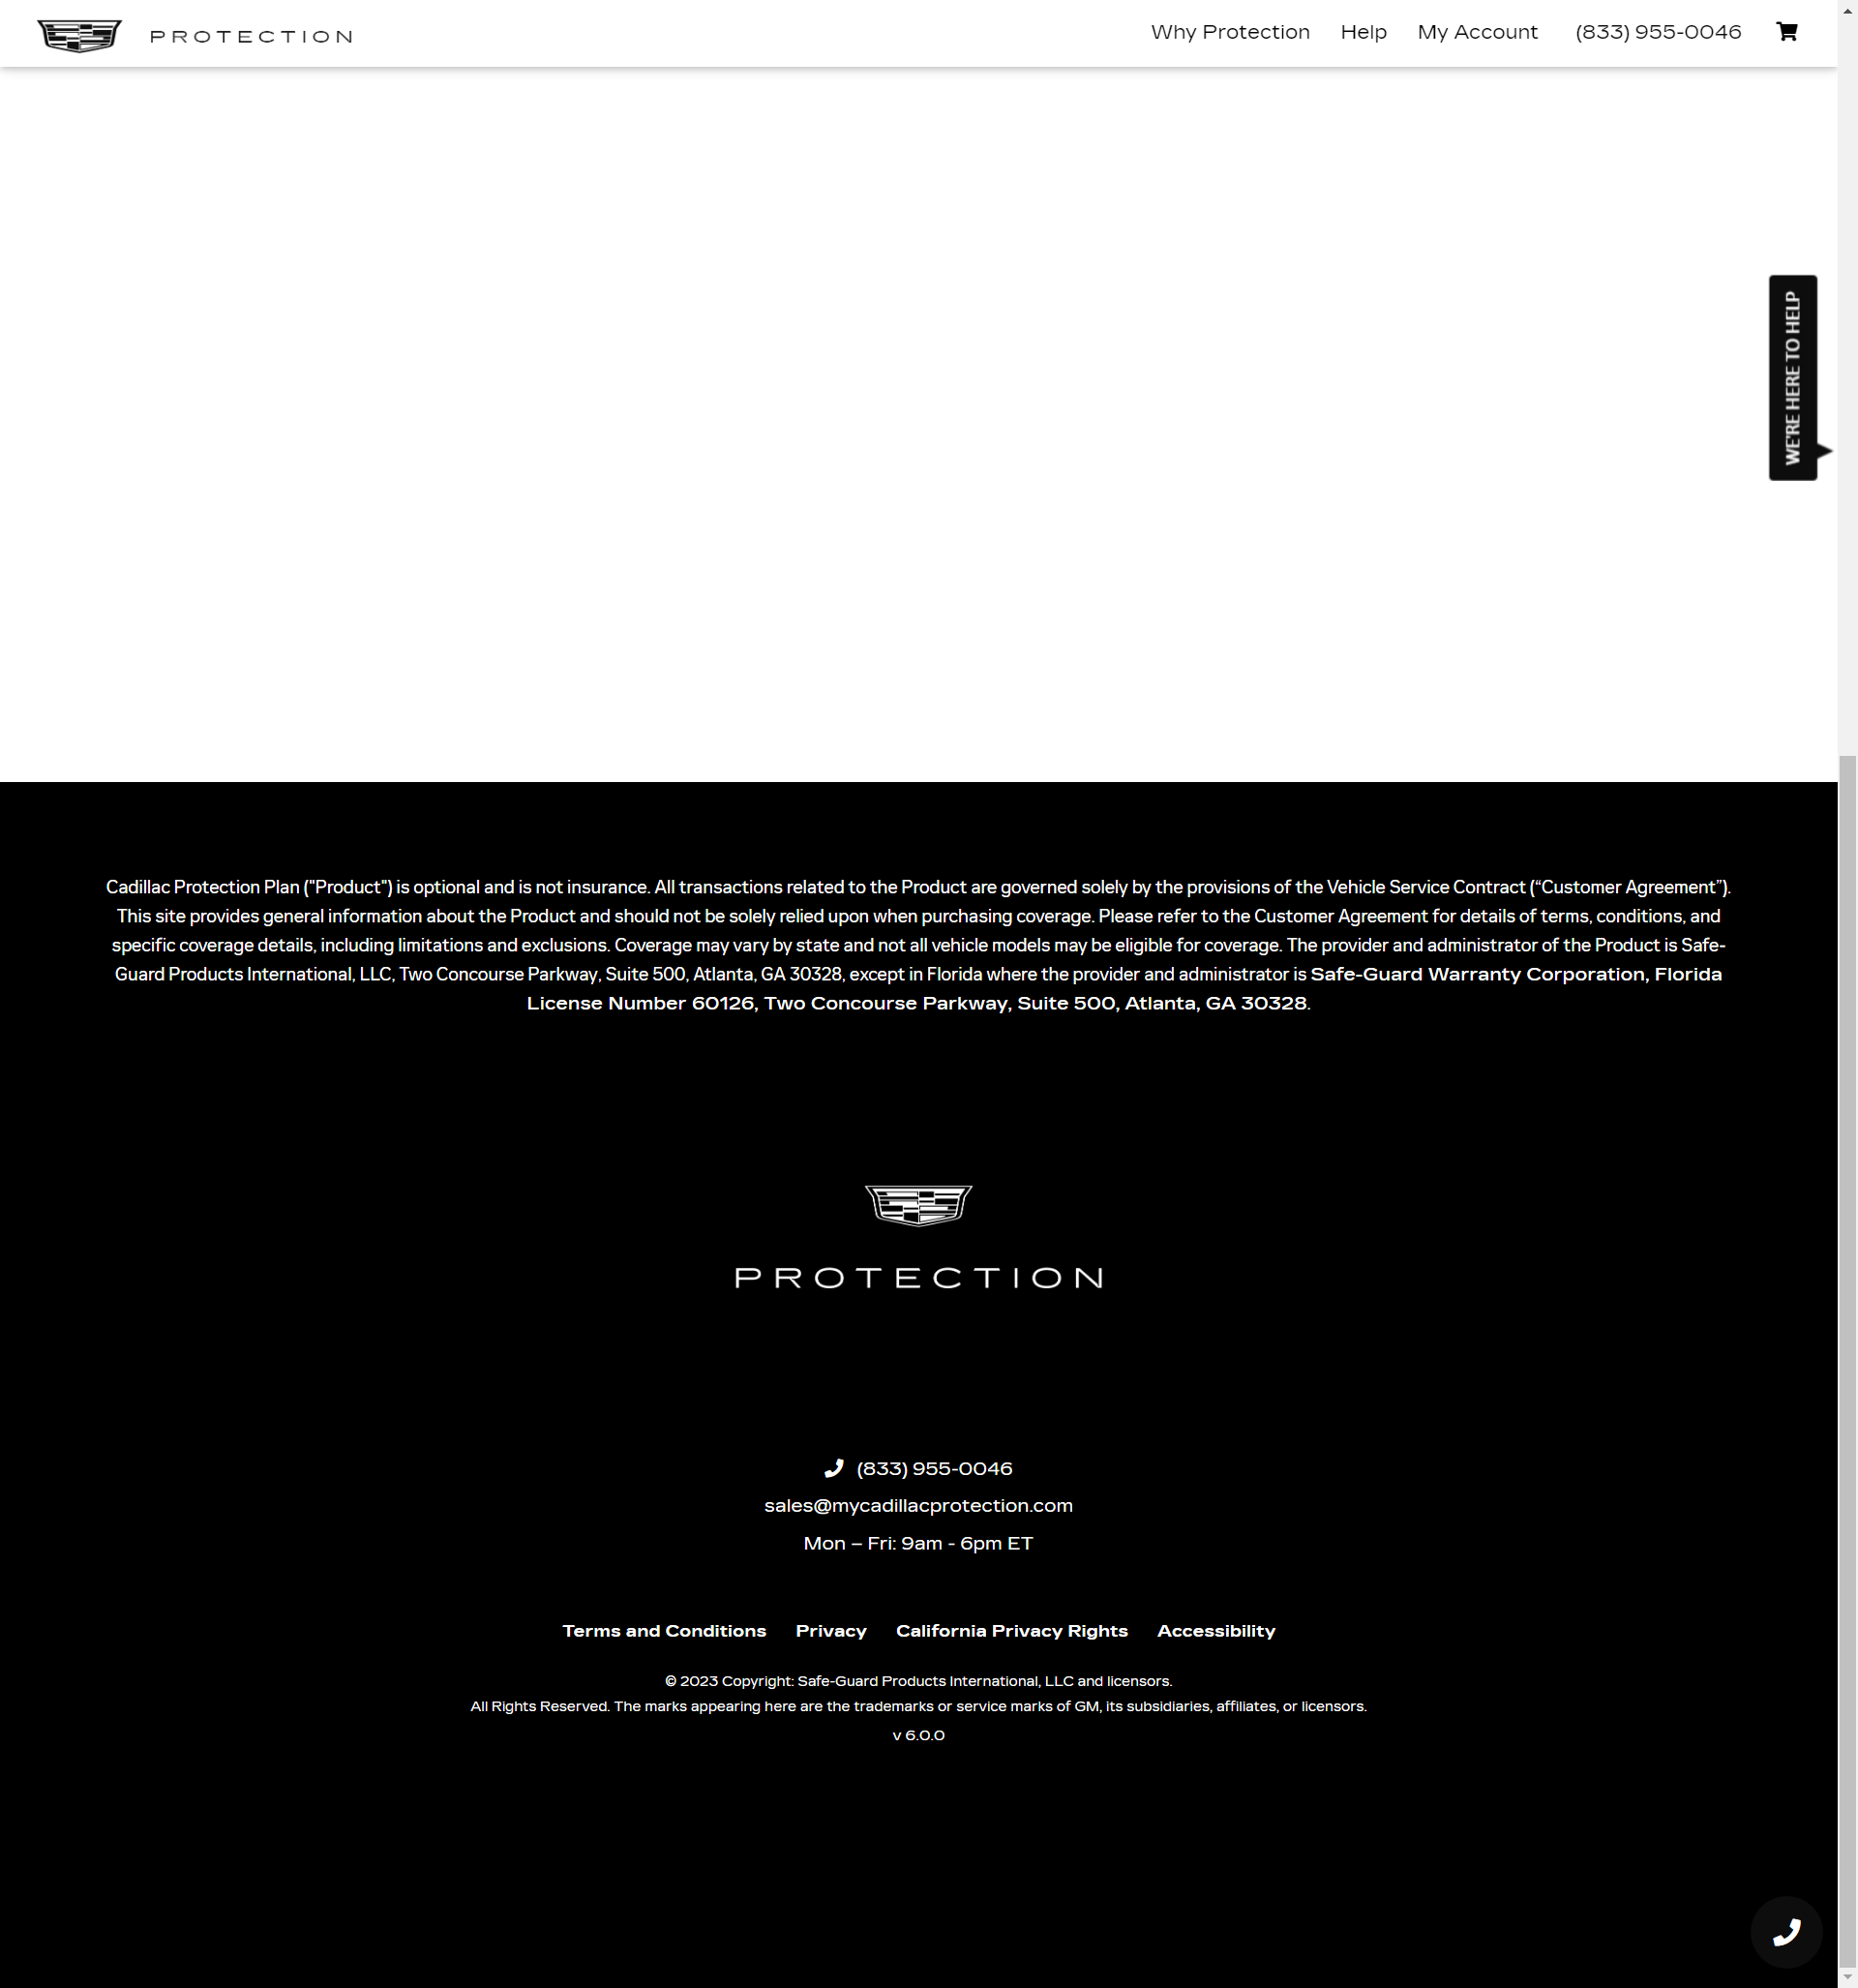 PROTECTION
Why Protection
Help
My Account
(833) 955-0046
WE'RE HERE TO HELP
Cadillac Protection Plan ("Product") is optional and is not insurance. All transactions related to the Product are governed solely by the provisions of the Vehicle Service Contract (“Customer Agreement”).
This site provides general information about the Product and should not be solely relied upon when purchasing coverage. Please refer to the Customer Agreement for details of terms, conditions, and
specific coverage details, including limitations and exclusions. Coverage may vary by state and not all vehicle models may be eligible for coverage. The provider and administrator of the Product is Safe-
Guard Products International, LLC, Two Concourse Parkway, Suite 500, Atlanta, GA 30328, except in Florida where the provider and administrator is Safe-Guard Warranty Corporation, Florida
License Number 60126, Two Concourse Parkway, Suite 500, Atlanta, GA 30328.
PROTECTION
(833) 955-0046
sales@mycadillacprotection.com
Mon – Fri: 9am - 6pm ET
Terms and Conditions
Privacy
California Privacy Rights
Accessibility
© 2023 Copyright: Safe-Guard Products International, LLC and licensors.
All Rights Reserved. The marks appearing here are the trademarks or service marks of GM, its subsidiaries, affiliates, or licensors.
v 6.0.0